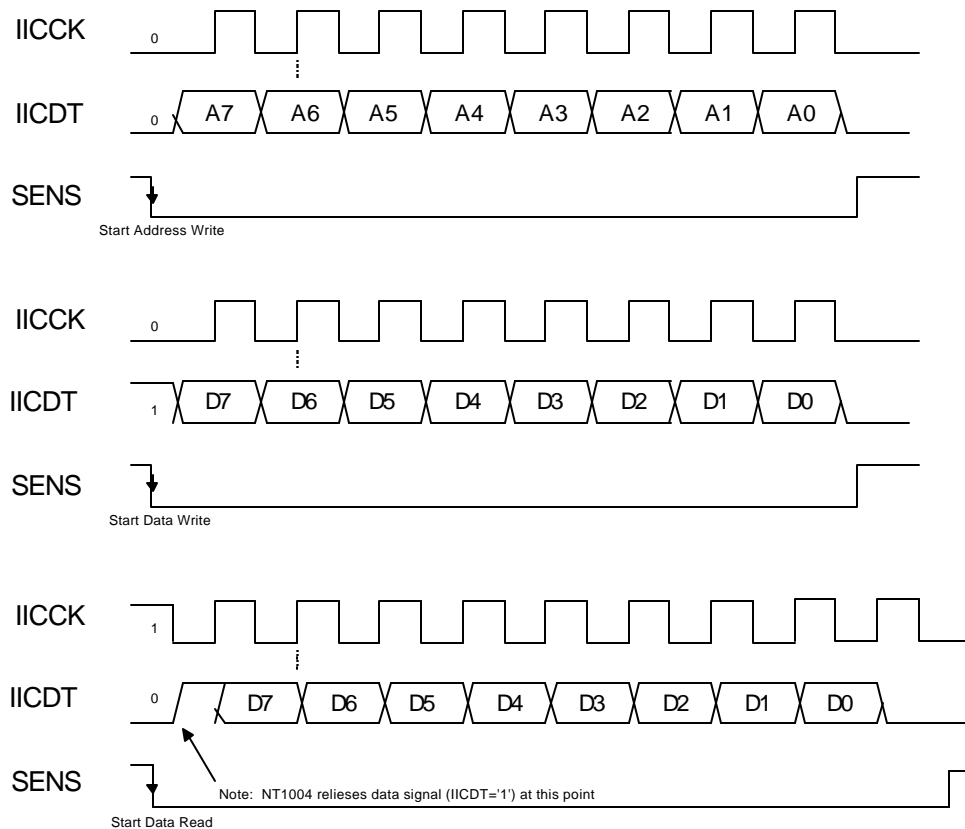 IICCK 0
IICDT 0 A7 A6 A5 A4 A3 A2 A1 A0
SENS
Start Address Write
IICCK 0
IICDT 1 D7 D6 D5 D4 D3 D2 D1 D0
SENS
Start Data Write
IICCK 1
IICDT 0 D7 D6 D5 D4 D3 D2 D1 D0
SENS
Note: NT1004 relieses data signal (IICDT='1') at this point
Start Data Read